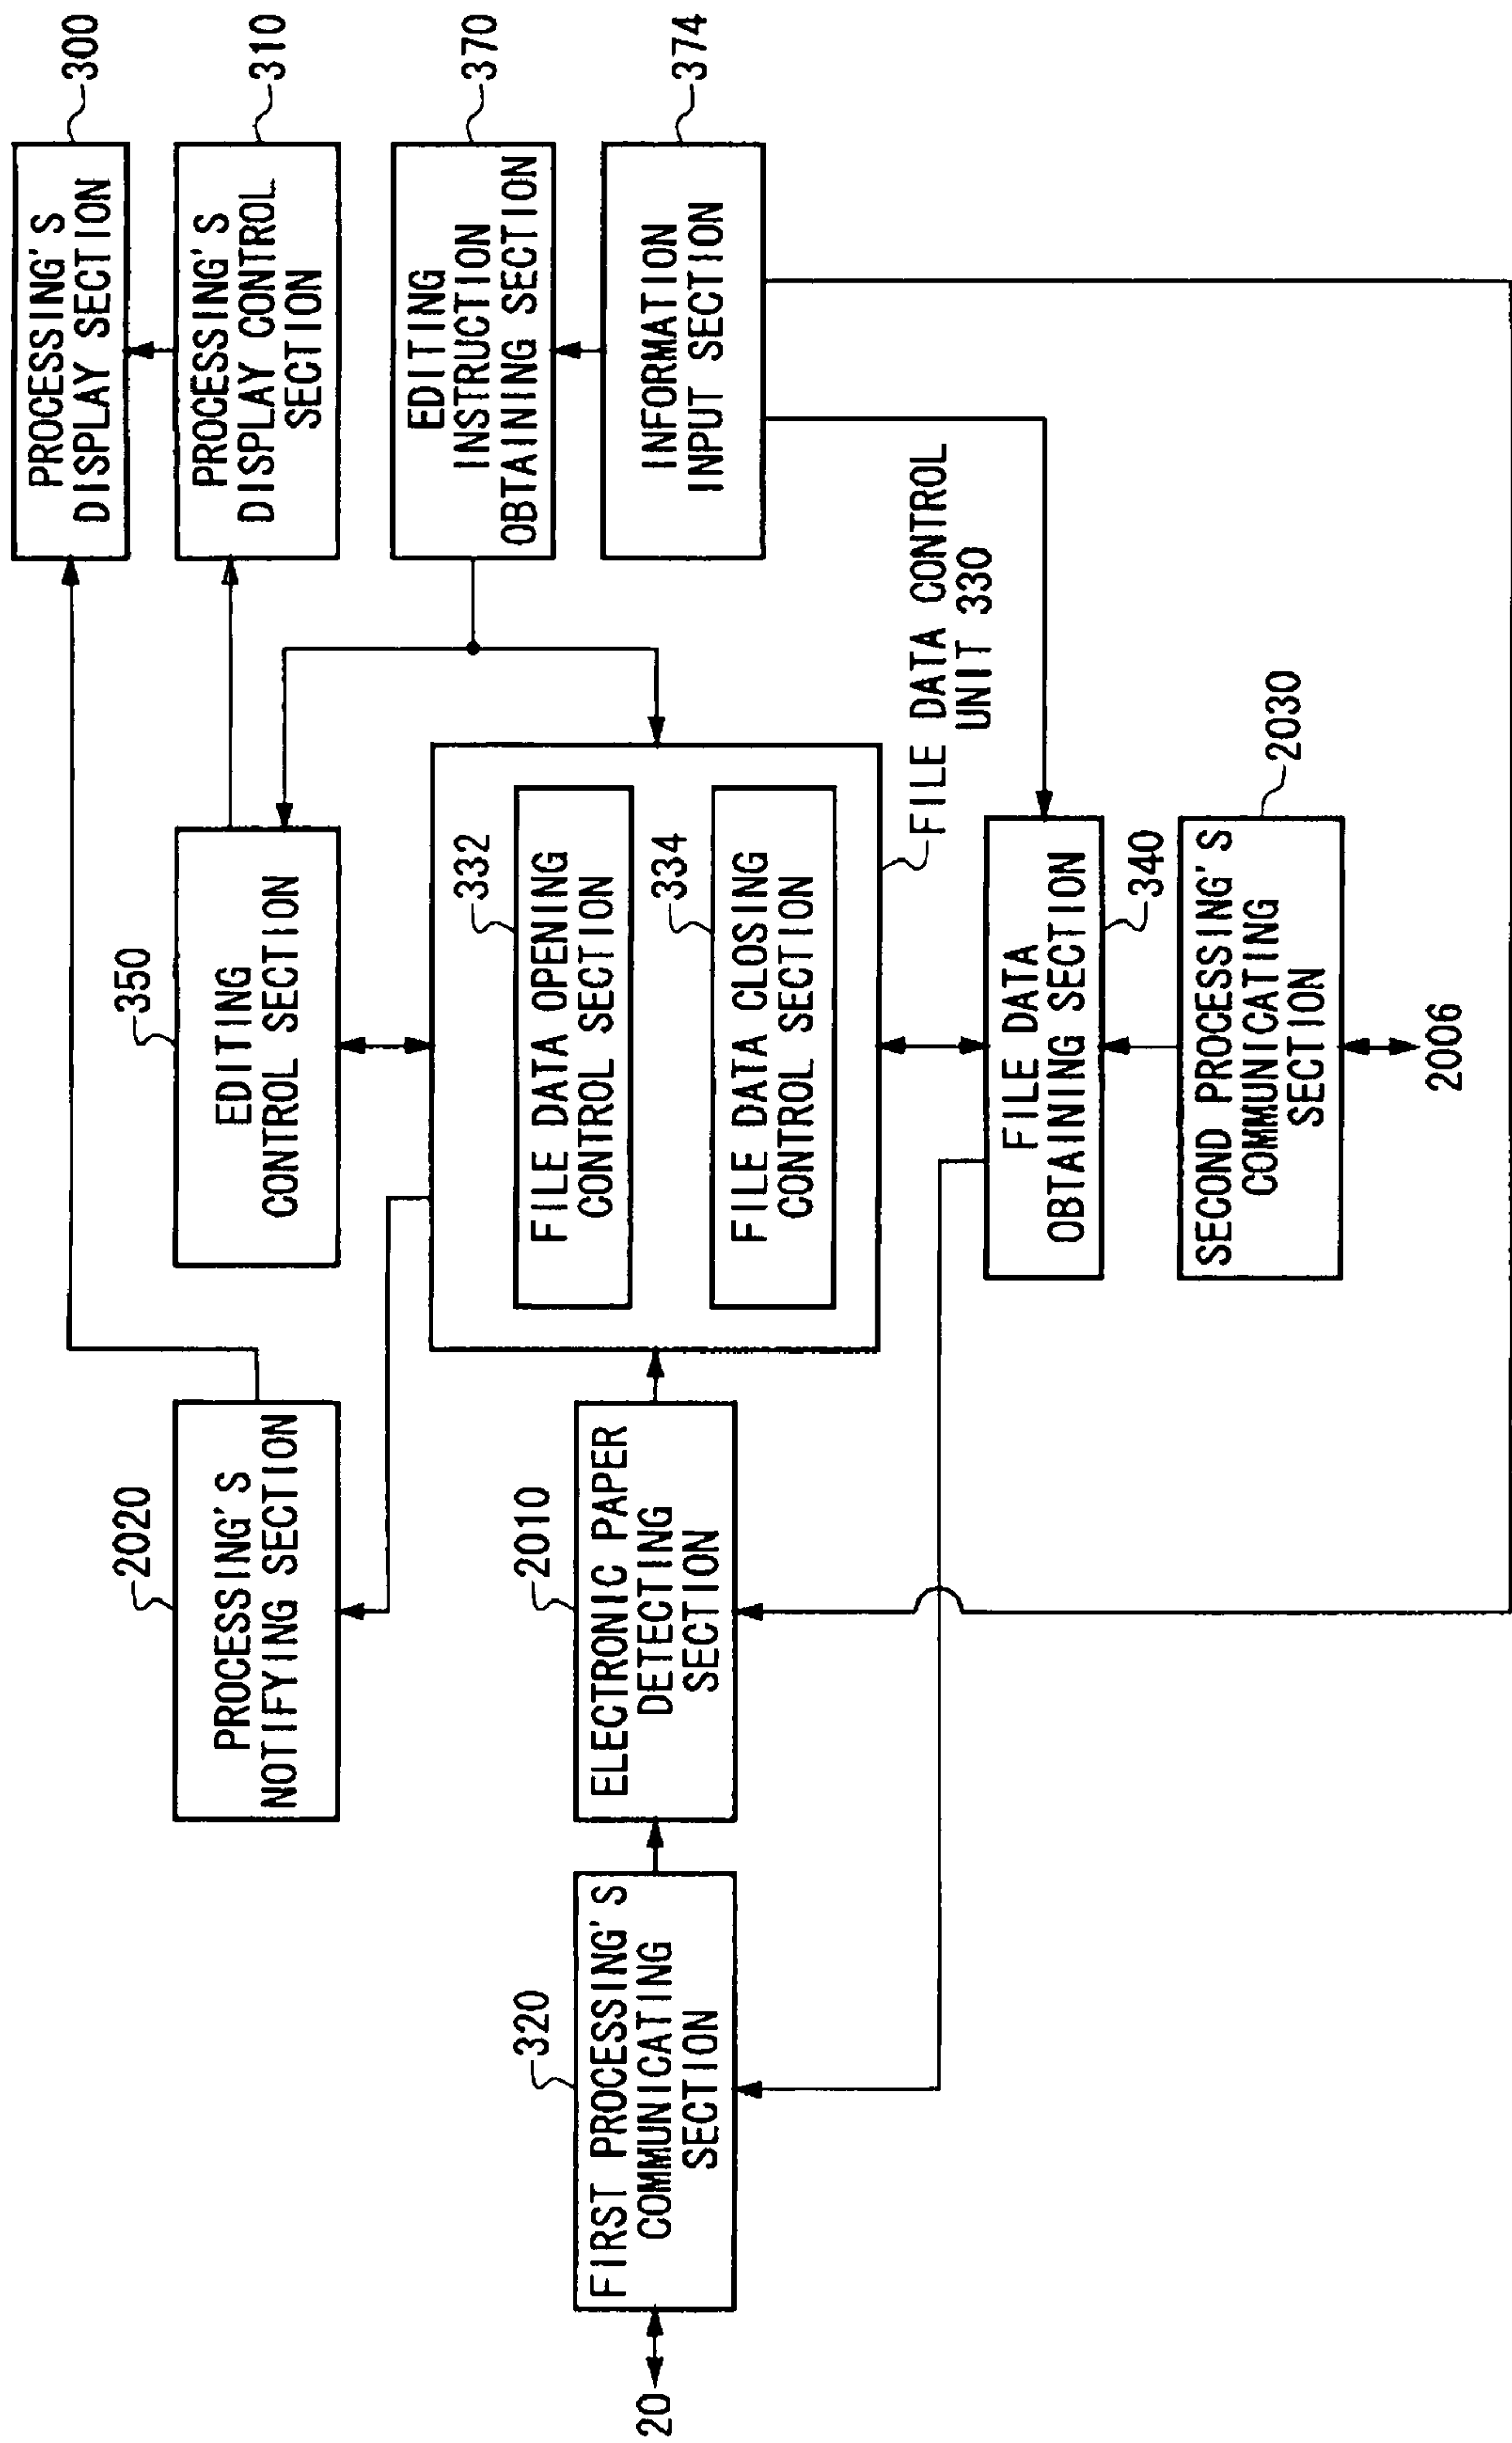 PROCESSING'S
DISPLAY SECTION
300
PROCESSING'S
DISPLAY CONTROL
SECTION
310
2020
PROCESSING'S
NOTIFYING SECTION
350
EDITING
CONTROL SECTION
EDITING
INSTRUCTION
OBTAINING SECTION
370
INFORMATION
INPUT SECTION
374
320
FIRST PROCESSING'S
COMMUNICATING
SECTION
20
2010
ELECTRONIC PAPER
DETECTING
SECTION
332
FILE DATA OPENING
CONTROL SECTION
334
FILE DATA CLOSING
CONTROL SECTION
FILE DATA CONTROL
UNIT 330
FILE DATA
OBTAINING SECTION
340
SECOND PROCESSING'S
COMMUNICATING
SECTION
2030
2006